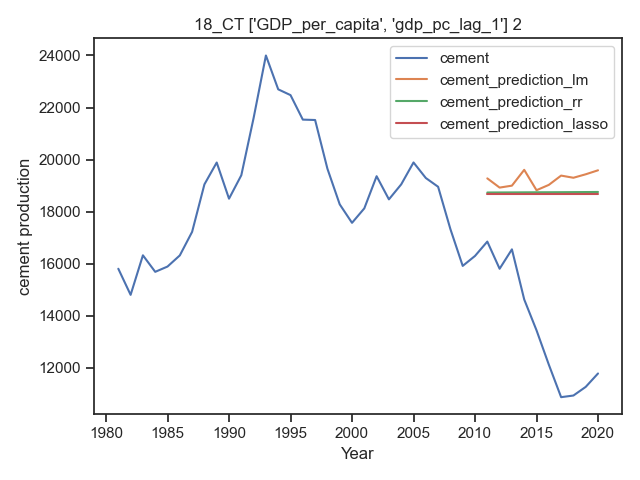 18_CT ['GDP_per_capita', 'gdp_pc_lag_1'] 2
cement
cement_prediction_lm
cement_prediction_rr
cement_prediction_lasso
cement production
24000
22000
20000
18000
16000
14000
12000
1980 1985 1990 1995 2000 2005 2010 2015 2020
Year